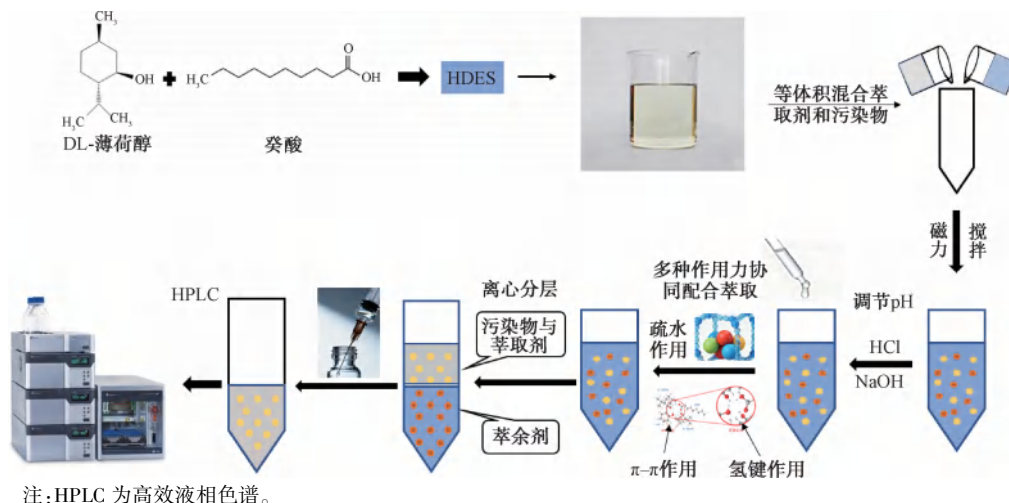 CH₃
OH
H₃C
CH₃
DL-薄荷醇
H₃C
O
OH
癸酸
HDES
等体积混合萃
取剂和污染物
磁力
搅拌
调节pH
HCl
NaOH
多种作用力协
同配合萃取
疏水
作用
π-π作用
氢键作用
离心分层
污染物与
萃取剂
萃余剂
HPLC
注:HPLC 为高效液相色谱。